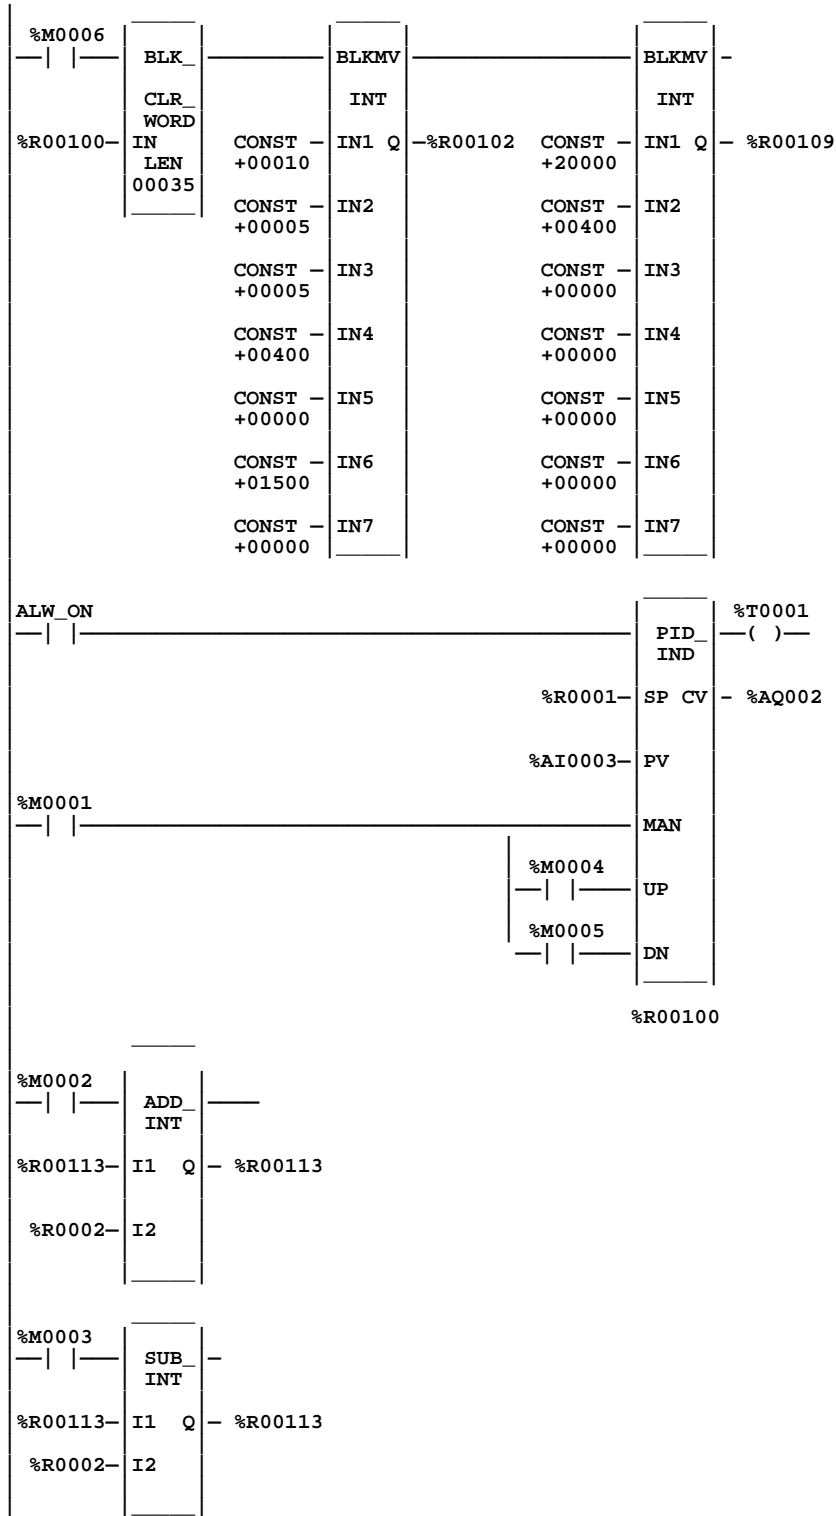 %M0006
BLK_ BLKMV BLKMV
CLR_ INT INT
WORD
%R00100 IN CONST IN1 Q %R00102 CONST IN1 Q %R00109
LEN +00010 +20000
00035
CONST IN2 CONST IN2
+00005 +00400
CONST IN3 CONST IN3
+00005 +00000
CONST IN4 CONST IN4
+00400 +00000
CONST IN5 CONST IN5
+00000 +00000
CONST IN6 CONST IN6
+01500 +00000
CONST IN7 CONST IN7
+00000 +00000
ALW_ON %T0001
PID_ ( )
IND
%R0001 SP CV %AQ002
%AI0003 PV
%M0001
MAN
%M0004
UP
%M0005
DN
%R00100
%M0002
ADD_
INT
%R00113 I1 Q %R00113
%R0002 I2
%M0003
SUB_
INT
%R00113 I1 Q %R00113
%R0002 I2